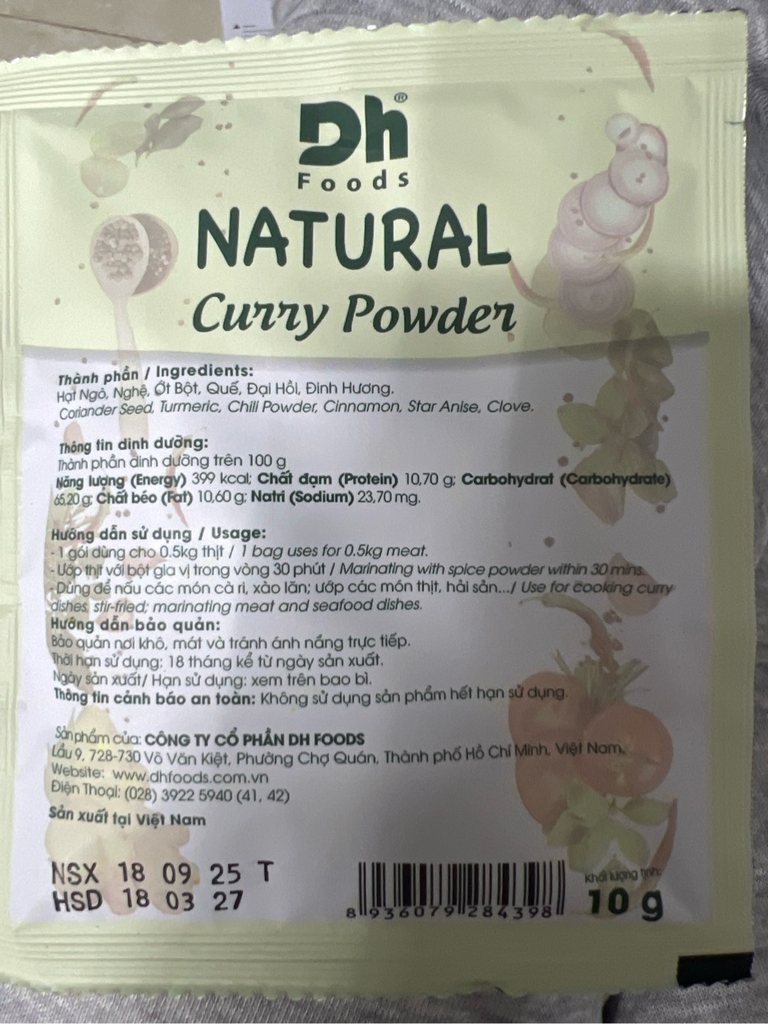 Dh®
Foods
NATURAL
Curry Powder
Thành phần / Ingredients:
Hạt Ngò, Nghệ, Ớt Bột, Quế, Đại Hồi, Đinh Hương.
Coriander Seed, Turmeric, Chili Powder, Cinnamon, Star Anise, Clove.
Thông tin dinh dưỡng:
Thành phần dinh dưỡng trên 100 g
Năng lượng (Energy) 399 kcal; Chất đạm (Protein) 10,70 g; Carbohydrat (Carbohydrate)
65,20 g; Chất béo (Fat) 10,60 g; Natri (Sodium) 23,70 mg.
Hướng dẫn sử dụng / Usage:
- 1 gói dùng cho 0.5kg thịt / 1 bag uses for 0.5kg meat.
- Ướp thịt với bột gia vị trong vòng 30 phút / Marinating with spice powder within 30 mins.
- Dùng để nấu các món cà ri, xào lăn; ướp các món thịt, hải sản.../ Use for cooking curry
dishes, stir-fried; marinating meat and seafood dishes.
Hướng dẫn bảo quản:
Bảo quản nơi khô, mát và tránh ánh nắng trực tiếp.
Thời hạn sử dụng: 18 tháng kể từ ngày sản xuất.
Ngày sản xuất/ Hạn sử dụng: xem trên bao bì.
Thông tin cảnh báo an toàn: Không sử dụng sản phẩm hết hạn sử dụng.
Sản phẩm của: CÔNG TY CỔ PHẦN DH FOODS
Lầu 9, 728-730 Võ Văn Kiệt, Phường Chợ Quán, Thành phố Hồ Chí Minh, Việt Nam.
Website: www.dhfoods.com.vn
Điện Thoại: (028) 3922 5940 (41, 42)
Sản xuất tại Việt Nam
NSX 18 09 25 T
HSD 18 03 27
8 936079 284398
Khối lượng tịnh:
10 g